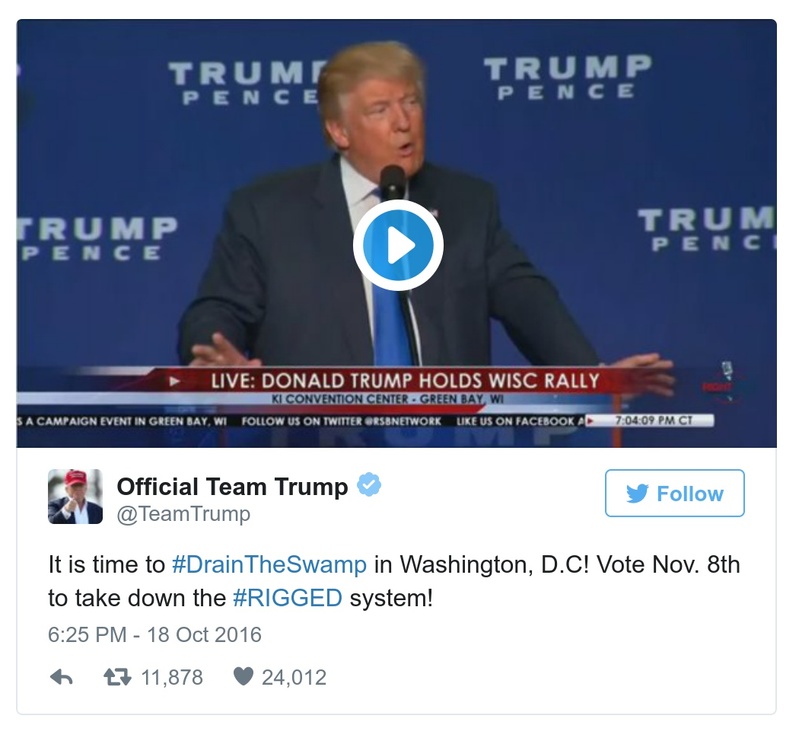 TRUMP TRUMP
PENCE PENCE
TRUMP TRUM
PENCE PENC
LIVE: DONALD TRUMP HOLDS WISC RALLY
KI CONVENTION CENTER - GREEN BAY, WI
S A CAMPAIGN EVENT IN GREEN BAY, WI FOLLOW US ON TWITTER @RSBNETWORK LIKE US ON FACEBOOK A 7:04:09 PM CT
TRUMP
Official Team Trump
@TeamTrump
Follow
It is time to #DrainTheSwamp in Washington, D.C! Vote Nov. 8th
to take down the #RIGGED system!
6:25 PM - 18 Oct 2016
11,878 24,012